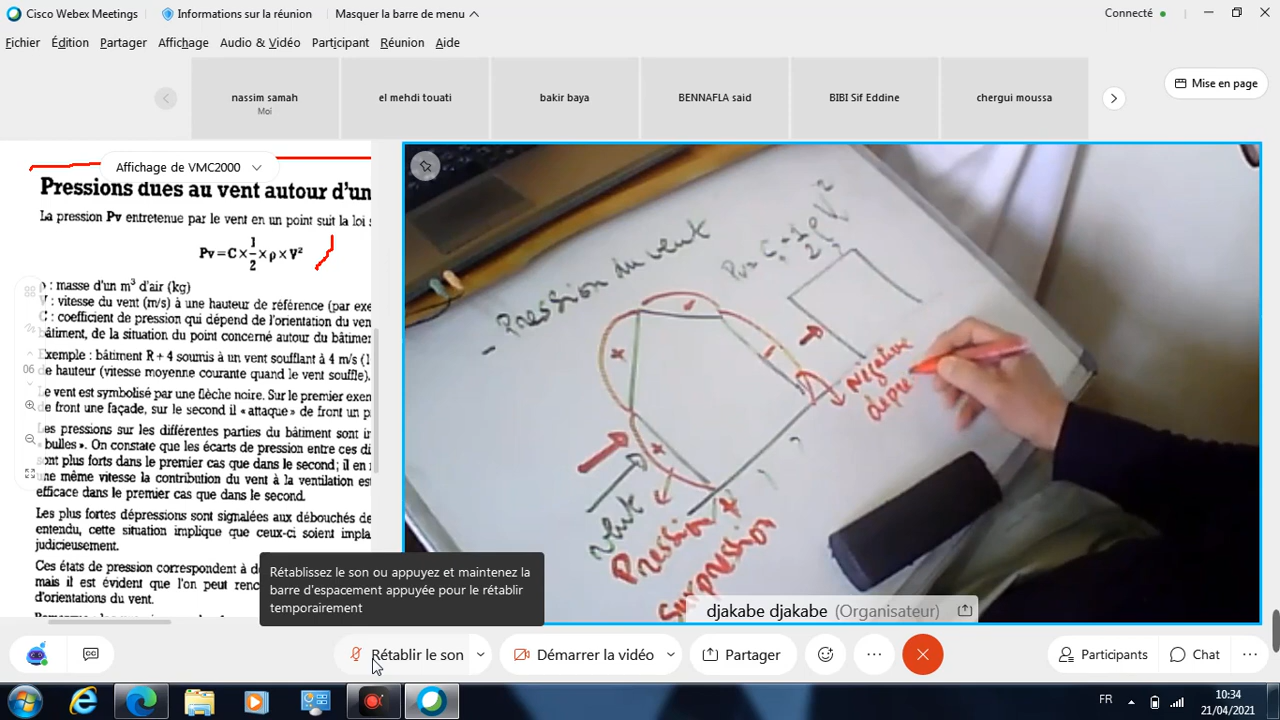 Cisco Webex Meetings
Informations sur la réunion
Masquer la barre de menu
Connecté
Fichier Édition Partager Affichage Audio & Vidéo Participant Réunion Aide
nassim samah
Moi
el mehdi touati
bakir baya
BENNAFLA said
BIBI Sif Eddine
chergui moussa
Mise en page
Affichage de VMC2000
Pressions dues au vent autour d'un
La pression Pv entretenue par le vent en un point suit la loi
Pv = C × 1/2 × ρ × V²
ρ : masse d'un m³ d'air (kg)
V : vitesse du vent (m/s) à une hauteur de référence (par exe
C : coefficient de pression qui dépend de l'orientation du ven
bâtiment, de la situation du point concerné autour du bâtimen
06
Exemple : bâtiment R + 4 soumis à un vent soufflant à 4 m/s (1
de hauteur (vitesse moyenne courante quand le vent souffle).
Le vent est symbolisé par une flèche noire. Sur le premier exem
de front une façade, sur le second il «attaque» de front un p
Les pressions sur les différentes parties du bâtiment sont in
«bulles». On constate que les écarts de pression entre ces di
sont plus forts dans le premier cas que dans le second; il en r
une même vitesse la contribution du vent à la ventilation est
efficace dans le premier cas que dans le second.
Les plus fortes dépressions sont signalées aux débouchés de
entendu, cette situation implique que ceux-ci soient impla
judicieusement.
Ces états de pression correspondent à d
mais il est évident que l'on peut renc
d'orientations du vent.
- Pression du vent
Pv = C × 1/2 ρ V²
+
-
-
+
Négative
dépre
vent
Pression +
Surpression
djakabe djakabe (Organisateur)
Rétablissez le son ou appuyez et maintenez la
barre d'espacement appuyée pour le rétablir
temporairement
Rétablir le son
Démarrer la vidéo
Partager
Participants
Chat
FR
10:34
21/04/2021